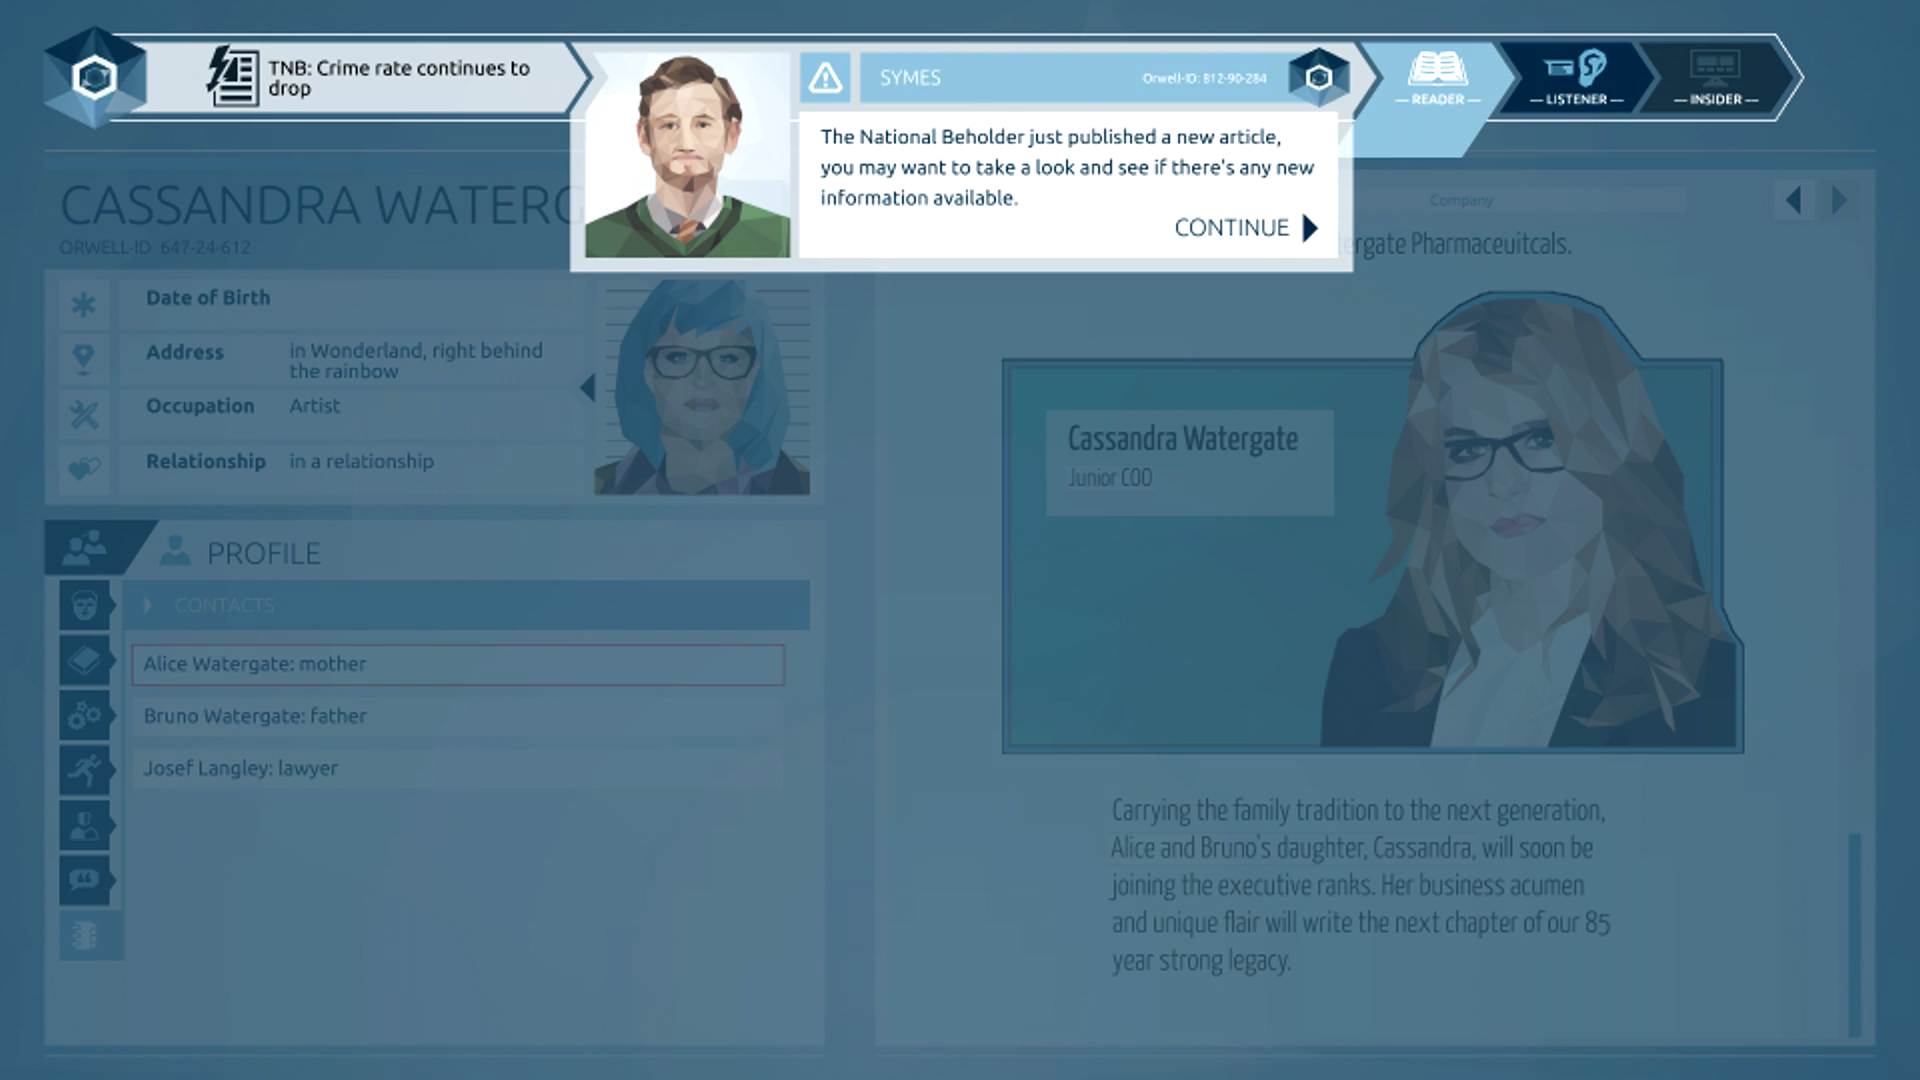 TNB: Crime rate continues to
drop
SYMES
Orwell-ID: 812-90-284
The National Beholder just published a new article,
you may want to take a look and see if there's any new
information available.
CONTINUE
READER
LISTENER
INSIDER
CASSANDRA WATERG
ORWELL-ID 647-24-612
Date of Birth
Address in Wonderland, right behind
the rainbow
Occupation Artist
Relationship in a relationship
PROFILE
CONTACTS
Alice Watergate: mother
Bruno Watergate: father
Josef Langley: lawyer
Company
ergate Pharmaceuitcals.
Cassandra Watergate
Junior COO
Carrying the family tradition to the next generation,
Alice and Bruno's daughter, Cassandra, will soon be
joining the executive ranks. Her business acumen
and unique flair will write the next chapter of our 85
year strong legacy.